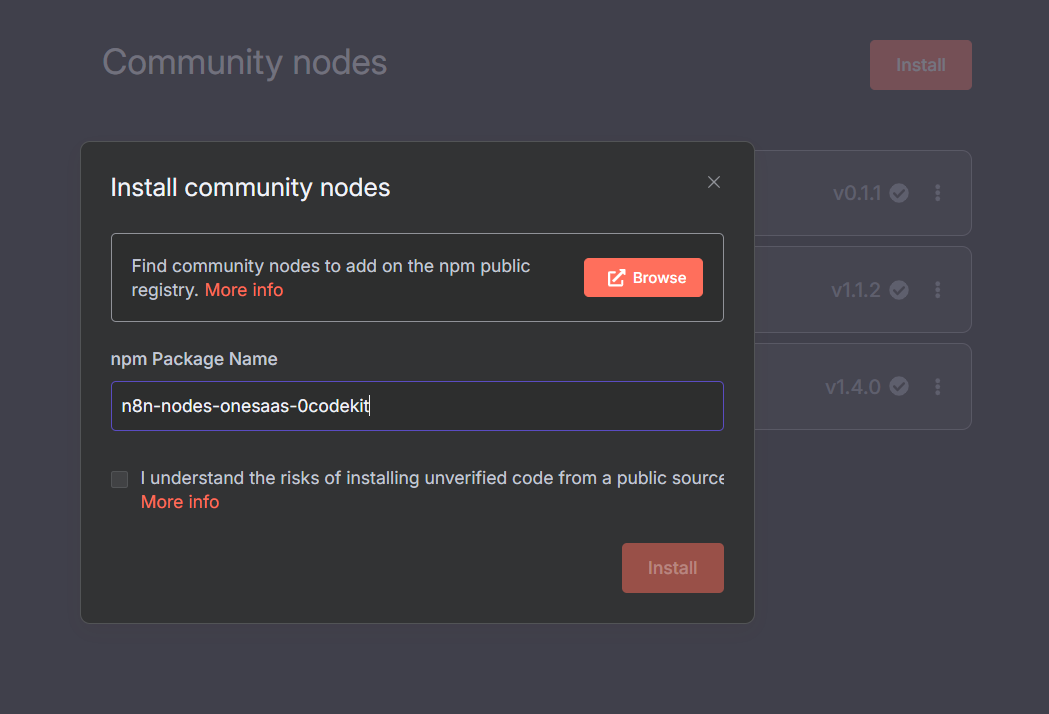 Community nodes
Install
Install community nodes
Find community nodes to add on the npm public
registry. More info
Browse
npm Package Name
n8n-nodes-onesaas-0codekit
I understand the risks of installing unverified code from a public source
More info
Install
v0.1.1
v1.1.2
v1.4.0